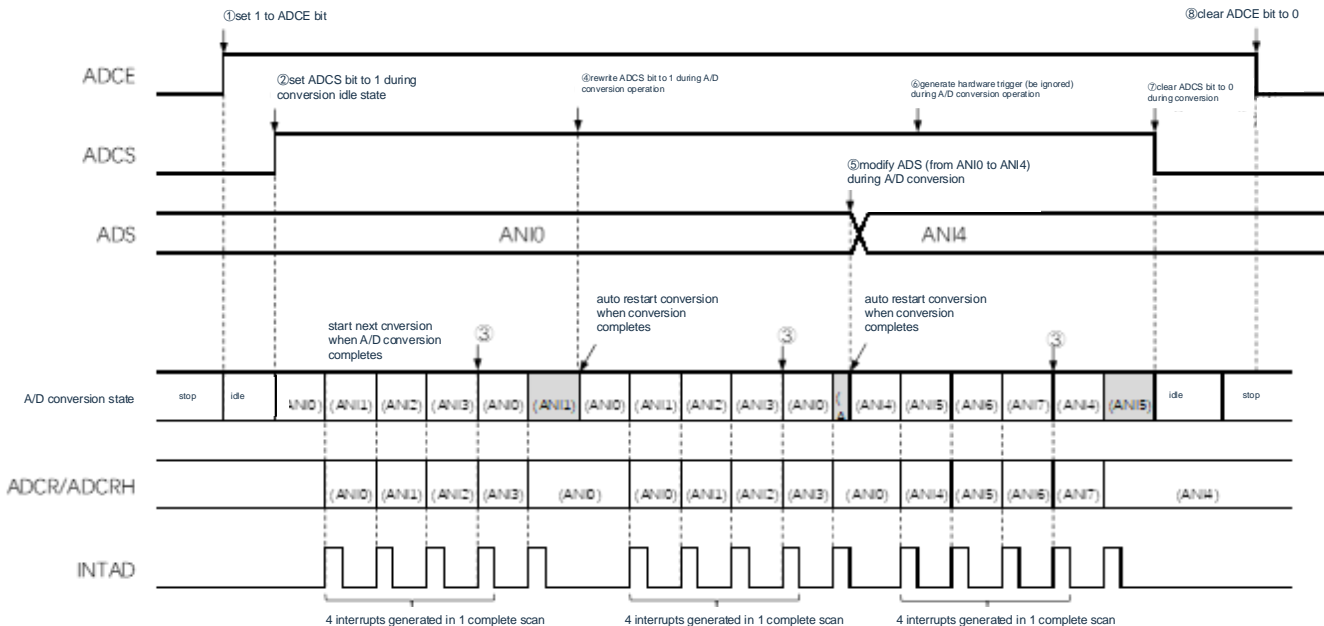 ①set 1 to ADCE bit
⑧clear ADCE bit to 0
ADCE
②set ADCS bit to 1 during
conversion idle state
④rewrite ADCS bit to 1 during A/D
conversion operation
⑥generate hardware trigger (be ignored)
during A/D conversion operation
⑦clear ADCS bit to 0
during conversion
ADCS
⑤modify ADS (from ANI0 to ANI4)
during A/D conversion
ADS
ANI0
ANI4
start next cnversion
when A/D conversion
completes
③
auto restart conversion
when conversion
completes
③
auto restart conversion
when conversion
completes
③
A/D conversion state
stop
idle
ANI0) (ANI1) (ANI2) (ANI3) (ANI0) (ANI1) (ANI0) (ANI1) (ANI2) (ANI3) (ANI0) (A (ANI4) (ANI5) (ANI6) (ANI7) (ANI4) (ANI5)
idle
stop
ADCR/ADCRH
(ANI0) (ANI1) (ANI2) (ANI3) (ANI0) (ANI0) (ANI1) (ANI2) (ANI3) (ANI0) (ANI4) (ANI5) (ANI6) (ANI7) (ANI4)
INTAD
4 interrupts generated in 1 complete scan
4 interrupts generated in 1 complete scan
4 interrupts generated in 1 complete scan